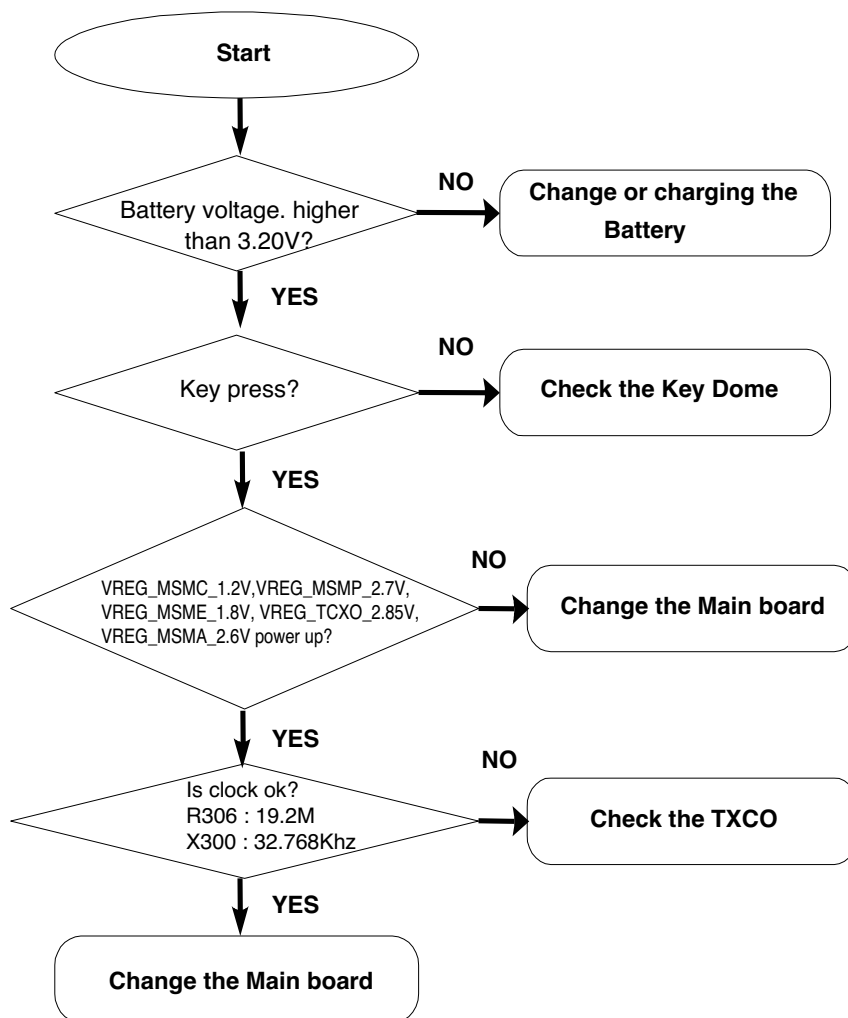 Start
Battery voltage. higher
than 3.20V?
NO
Change or charging the
Battery
YES
Key press?
NO
Check the Key Dome
YES
VREG_MSMC_1.2V,VREG_MSMP_2.7V,
VREG_MSME_1.8V, VREG_TCXO_2.85V,
VREG_MSMA_2.6V power up?
NO
Change the Main board
YES
Is clock ok?
R306 : 19.2M
X300 : 32.768Khz
NO
Check the TXCO
YES
Change the Main board